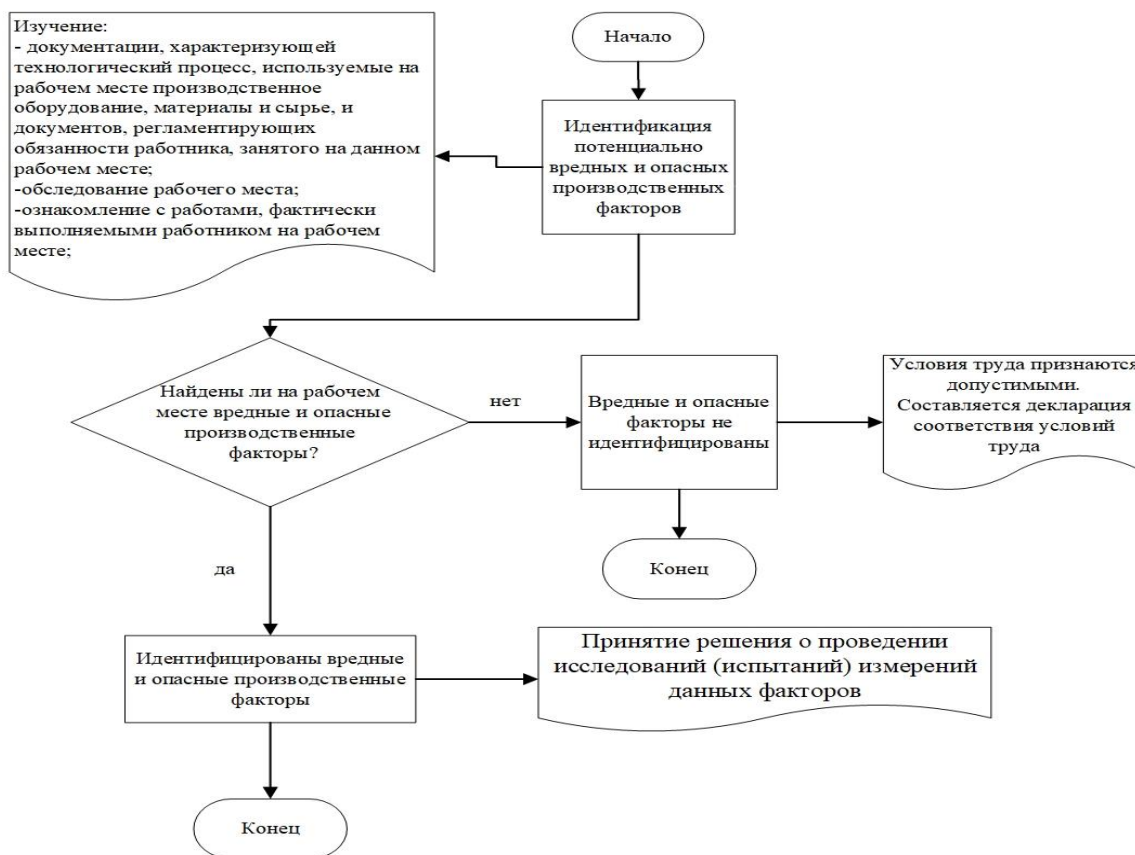 Изучение:
- документации, характеризующей
технологический процесс, используемые на
рабочем месте производственное
оборудование, материалы и сырье, и
документов, регламентирующих
обязанности работника, занятого на данном
рабочем месте;
-обследование рабочего места;
-ознакомление с работами, фактически
выполняемыми работником на рабочем
месте;
Начало
Идентификация
потенциально
вредных и опасных
производственных
факторов
Найдены ли на рабочем
месте вредные и опасные
производственные
факторы?
нет
Вредные и опасные
факторы не
идентифицированы
Условия труда признаются
допустимыми.
Составляется декларация
соответствия условий
труда
Конец
да
Идентифицированы вредные
и опасные производственные
факторы
Принятие решения о проведении
исследований (испытаний) измерений
данных факторов
Конец